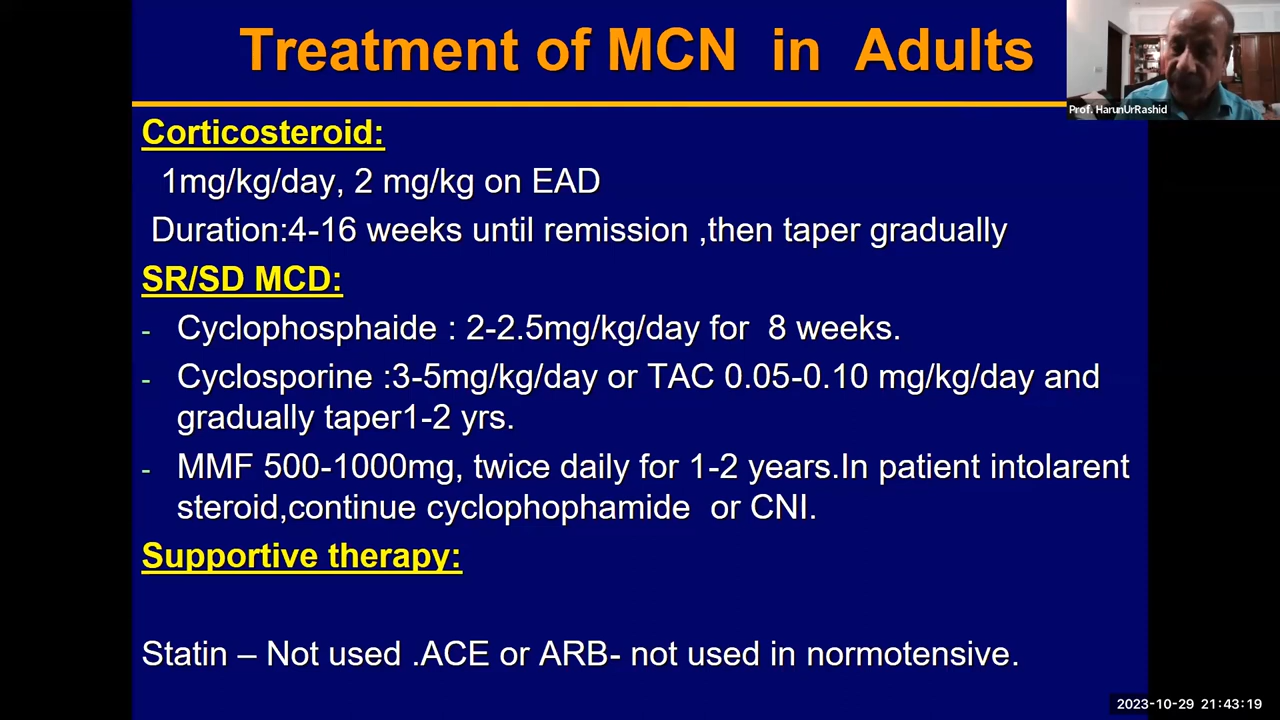 Treatment of MCN in Adults
Prof. HarunUrRashid
Corticosteroid:
1mg/kg/day, 2 mg/kg on EAD
Duration:4-16 weeks until remission ,then taper gradually
SR/SD MCD:
- Cyclophosphaide : 2-2.5mg/kg/day for 8 weeks.
- Cyclosporine :3-5mg/kg/day or TAC 0.05-0.10 mg/kg/day and
gradually taper1-2 yrs.
- MMF 500-1000mg, twice daily for 1-2 years.In patient intolarent
steroid,continue cyclophophamide or CNI.
Supportive therapy:
Statin – Not used .ACE or ARB- not used in normotensive.
2023-10-29 21:43:19